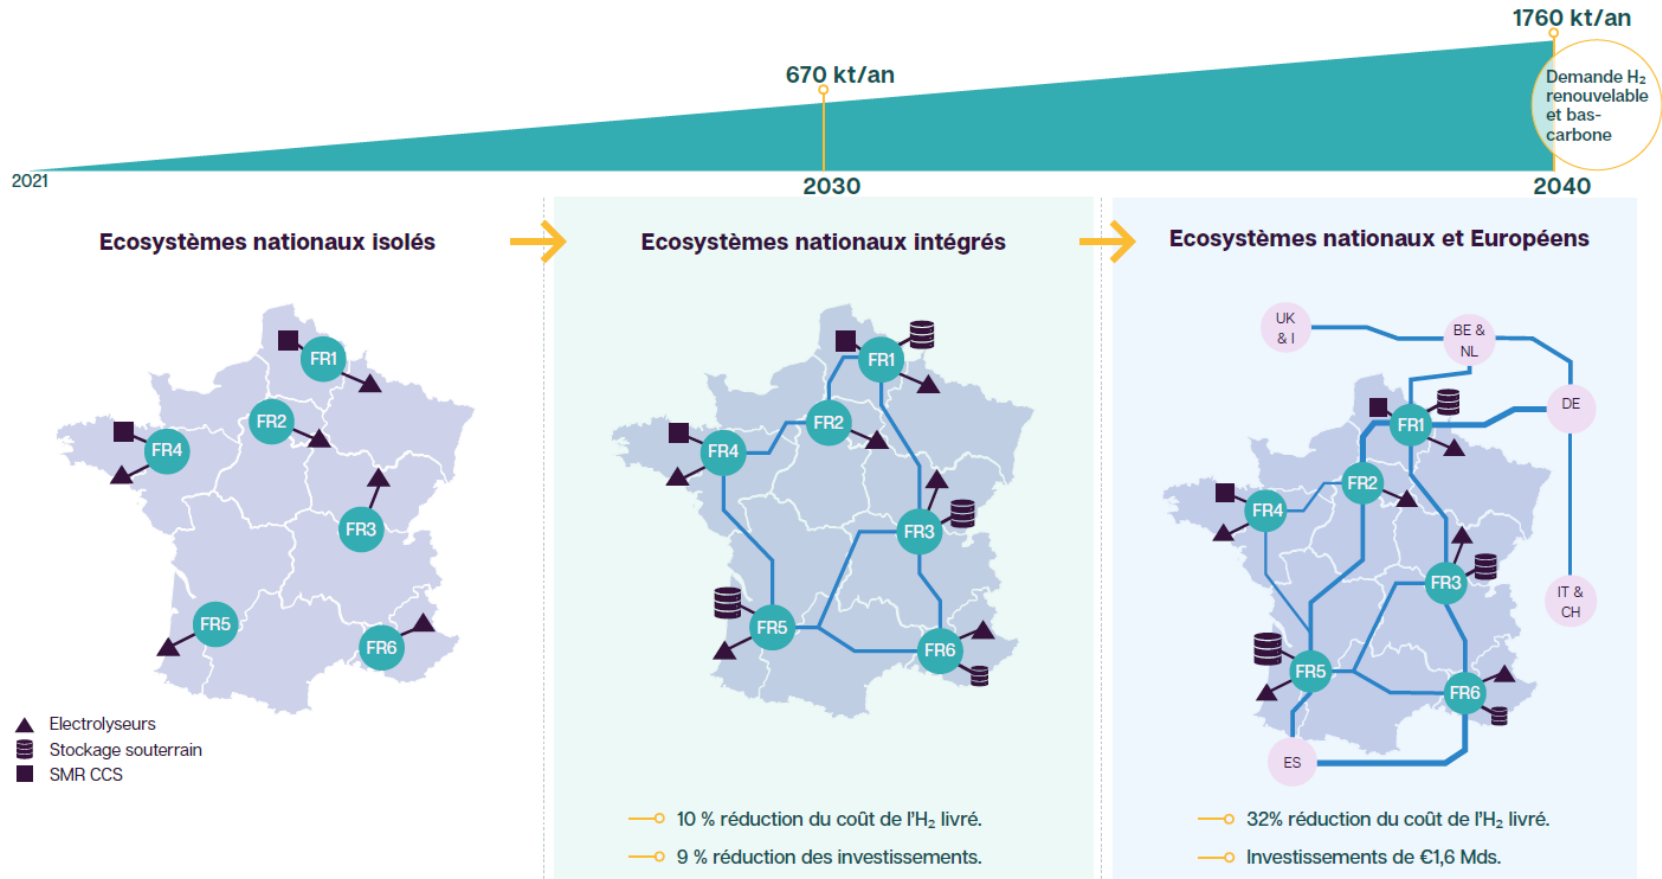 1760 kt/an
670 kt/an
Demande H₂
renouvelable
et bas-
carbone
2021
2030
2040
Ecosystèmes nationaux isolés
Ecosystèmes nationaux intégrés
Ecosystèmes nationaux et Européens
FR1
FR2
FR4
FR3
FR5
FR6
Electrolyseurs
Stockage souterrain
SMR CCS
FR1
FR2
FR4
FR3
FR5
FR6
10 % réduction du coût de l'H₂ livré.
9 % réduction des investissements.
UK
& I
BE &
NL
DE
FR1
FR2
FR4
FR3
IT &
CH
FR5
FR6
ES
32% réduction du coût de l'H₂ livré.
Investissements de €1,6 Mds.